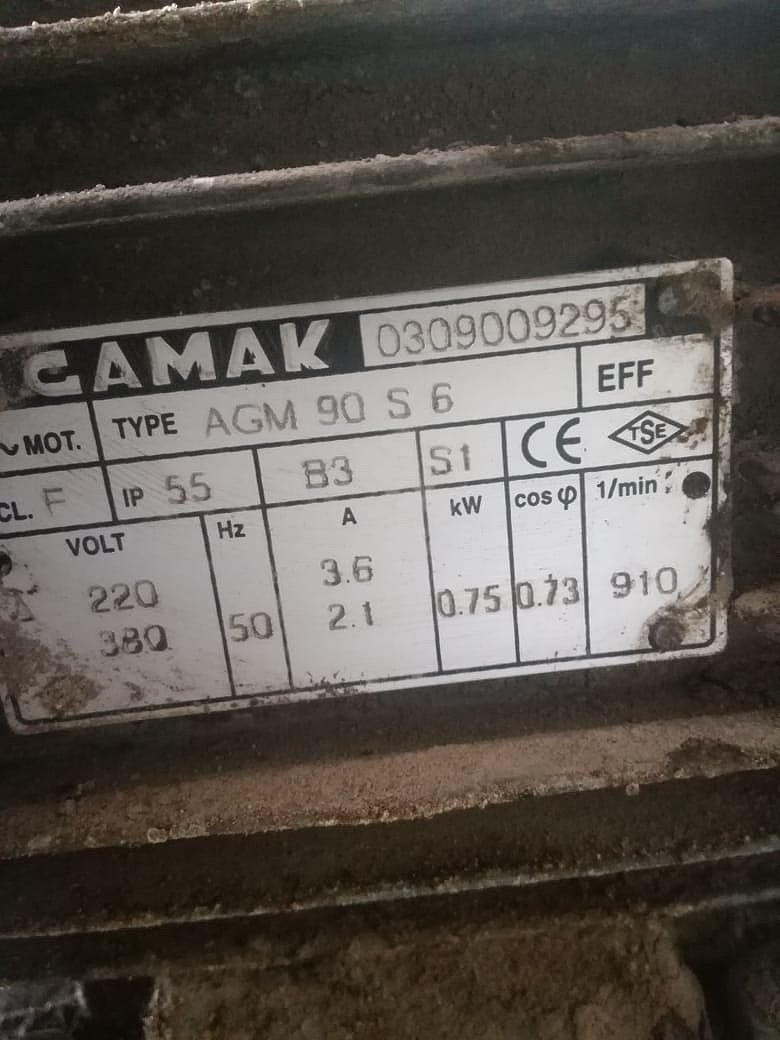 GAMAK 0309009295
~ MOT. TYPE AGM 90 S 6 EFF
CL. F IP 55 B3 S1 CE TSE
VOLT Hz A kW cos φ 1/min
220 3.6
380 50 2.1 0.75 0.73 910